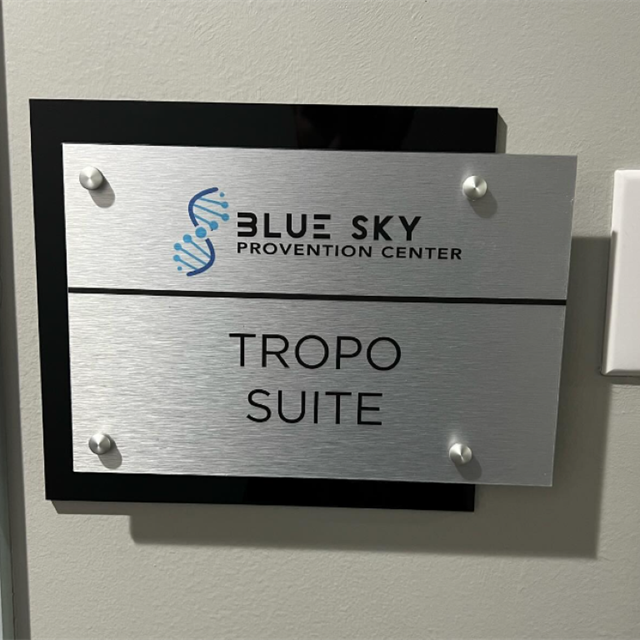 BLUE SKY
PROVENTION CENTER
TROPO
SUITE